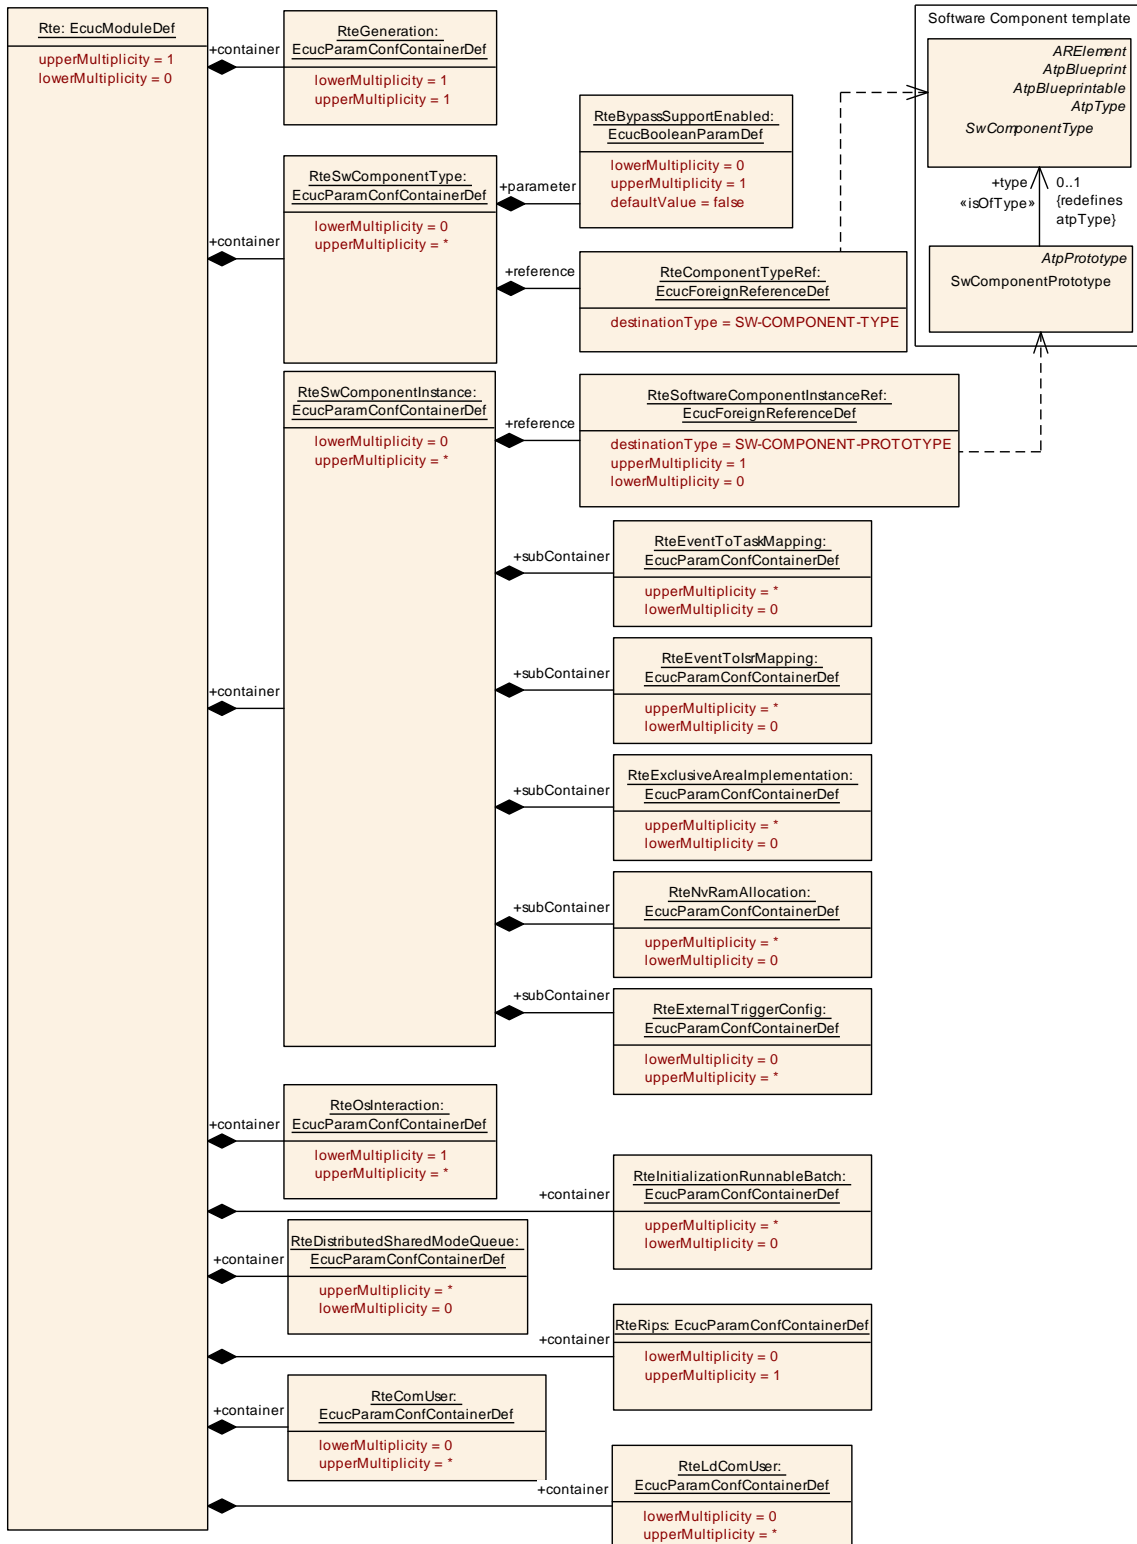 Rte: EcucModuleDef
upperMultiplicity = 1
lowerMultiplicity = 0
+container
RteGeneration:
EcucParamConfContainerDef
lowerMultiplicity = 1
upperMultiplicity = 1
Software Component template
ARElement
AtpBlueprint
AtpBlueprintable
AtpType
SwComponentType
+type
«isOfType»
0..1
{redefines
atpType}
AtpPrototype
SwComponentPrototype
+container
RteSwComponentType:
EcucParamConfContainerDef
lowerMultiplicity = 0
upperMultiplicity = *
+parameter
RteBypassSupportEnabled:
EcucBooleanParamDef
lowerMultiplicity = 0
upperMultiplicity = 1
defaultValue = false
+reference
RteComponentTypeRef:
EcucForeignReferenceDef
destinationType = SW-COMPONENT-TYPE
+container
RteSwComponentInstance:
EcucParamConfContainerDef
lowerMultiplicity = 0
upperMultiplicity = *
+reference
RteSoftwareComponentInstanceRef:
EcucForeignReferenceDef
destinationType = SW-COMPONENT-PROTOTYPE
upperMultiplicity = 1
lowerMultiplicity = 0
+subContainer
RteEventToTaskMapping:
EcucParamConfContainerDef
upperMultiplicity = *
lowerMultiplicity = 0
+subContainer
RteEventToIsrMapping:
EcucParamConfContainerDef
upperMultiplicity = *
lowerMultiplicity = 0
+subContainer
RteExclusiveAreaImplementation:
EcucParamConfContainerDef
upperMultiplicity = *
lowerMultiplicity = 0
+subContainer
RteNvRamAllocation:
EcucParamConfContainerDef
upperMultiplicity = *
lowerMultiplicity = 0
+subContainer
RteExternalTriggerConfig:
EcucParamConfContainerDef
lowerMultiplicity = 0
upperMultiplicity = *
+container
RteOsInteraction:
EcucParamConfContainerDef
lowerMultiplicity = 1
upperMultiplicity = *
+container
RteInitializationRunnableBatch:
EcucParamConfContainerDef
upperMultiplicity = *
lowerMultiplicity = 0
+container
RteDistributedSharedModeQueue:
EcucParamConfContainerDef
upperMultiplicity = *
lowerMultiplicity = 0
+container
RteRips: EcucParamConfContainerDef
lowerMultiplicity = 0
upperMultiplicity = 1
+container
RteComUser:
EcucParamConfContainerDef
lowerMultiplicity = 0
upperMultiplicity = *
+container
RteLdComUser:
EcucParamConfContainerDef
lowerMultiplicity = 0
upperMultiplicity = *